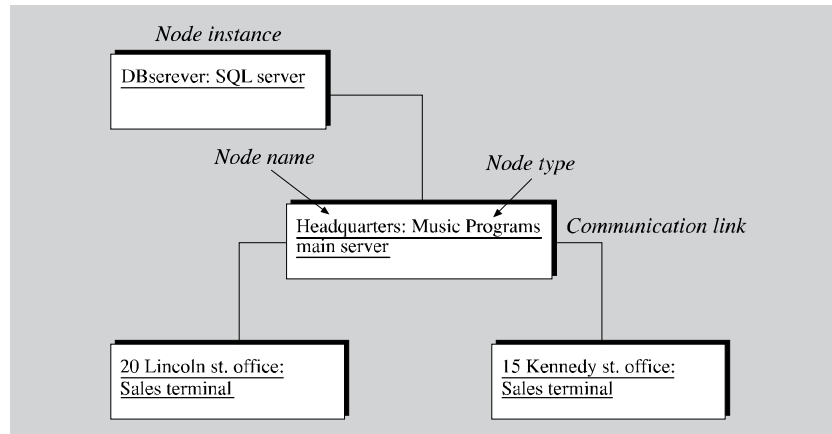 Node instance
DBserever: SQL server
Node name
Node type
Headquarters: Music Programs
main server
Communication link
20 Lincoln st. office:
Sales terminal
15 Kennedy st. office:
Sales terminal